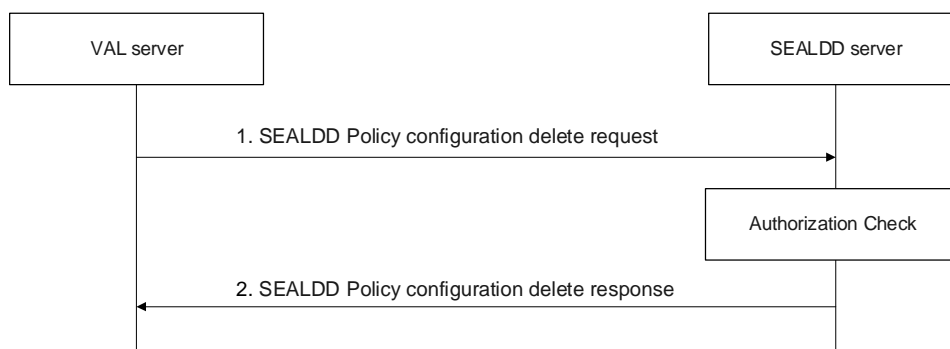 VAL server
SEALDD server
1. SEALDD Policy configuration delete request
Authorization Check
2. SEALDD Policy configuration delete response